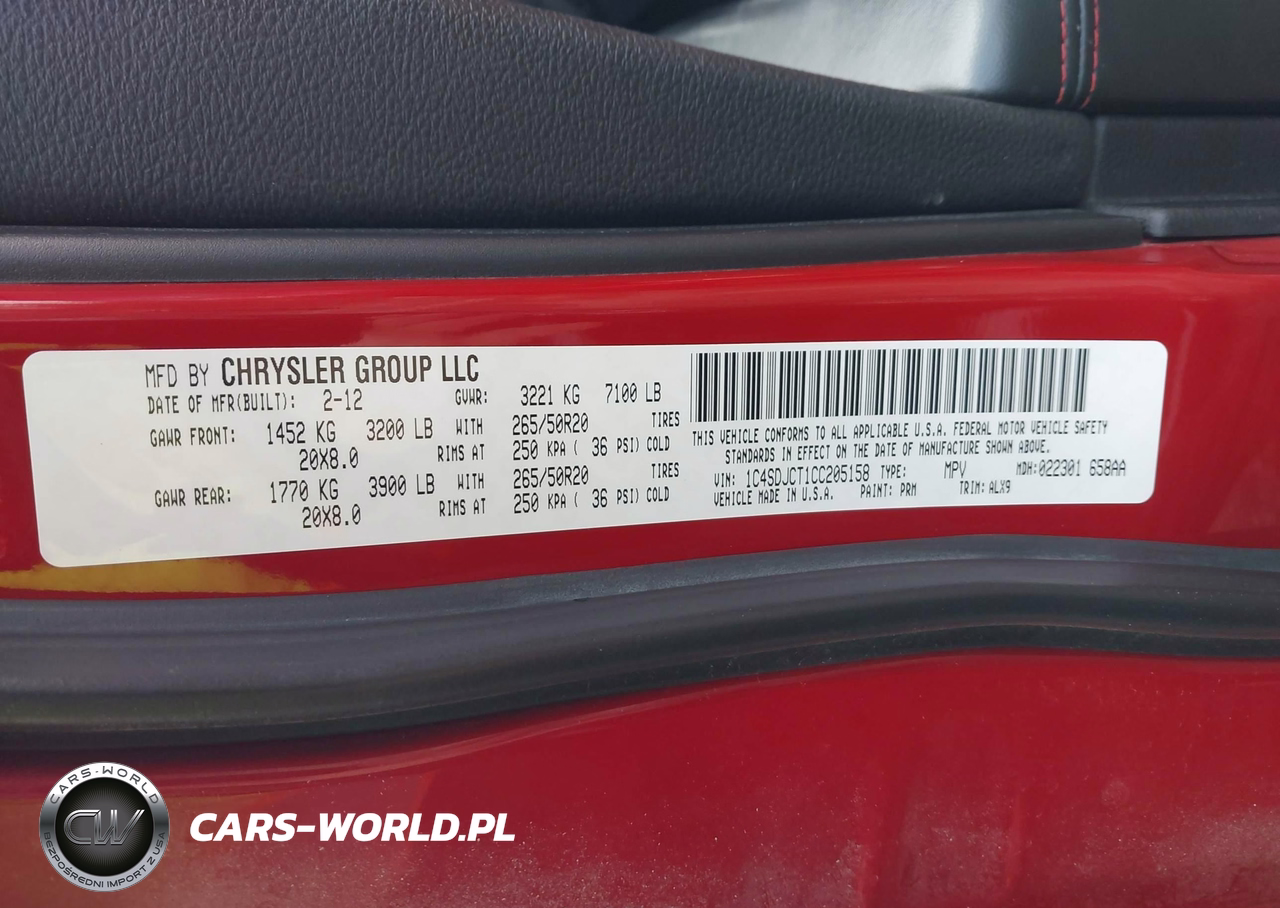 MFD BY CHRYSLER GROUP LLC
DATE OF MFR(BUILT): 2-12 GVWR: 3221 KG 7100 LB
GAWR FRONT: 1452 KG 3200 LB WITH 265/50R20 TIRES
20X8.0 RIMS AT 250 KPA ( 36 PSI) COLD
GAWR REAR: 1770 KG 3900 LB WITH 265/50R20 TIRES
20X8.0 RIMS AT 250 KPA ( 36 PSI) COLD
THIS VEHICLE CONFORMS TO ALL APPLICABLE U.S.A. FEDERAL MOTOR VEHICLE SAFETY
STANDARDS IN EFFECT ON THE DATE OF MANUFACTURE SHOWN ABOVE.
VIN: 1C4SDJCT1CC205158 TYPE: MPV MDH:022301 658AA
VEHICLE MADE IN U.S.A. PAINT: PRM TRIM: ALX9
CARS-WORLD
CW
BEZPOŚREDNI IMPORT Z USA
CARS-WORLD.PL